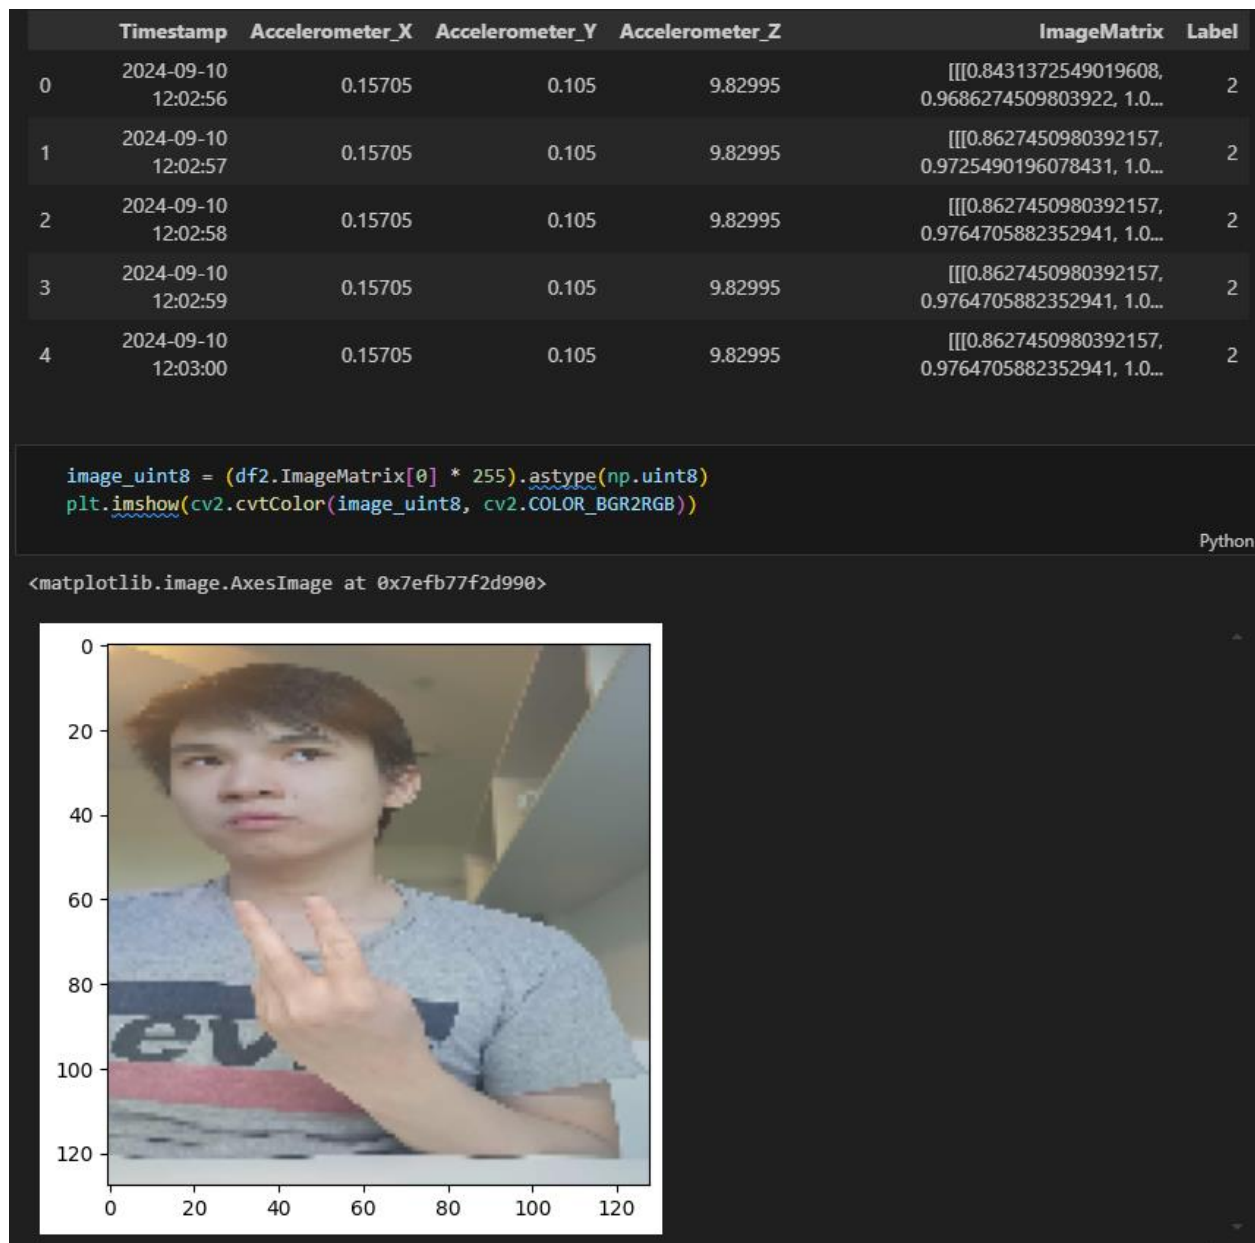 Timestamp Accelerometer_X Accelerometer_Y Accelerometer_Z ImageMatrix Label
0 2024-09-10 12:02:56 0.15705 0.105 9.82995 [[[0.8431372549019608, 0.9686274509803922, 1.0... 2
1 2024-09-10 12:02:57 0.15705 0.105 9.82995 [[[0.8627450980392157, 0.9725490196078431, 1.0... 2
2 2024-09-10 12:02:58 0.15705 0.105 9.82995 [[[0.8627450980392157, 0.9764705882352941, 1.0... 2
3 2024-09-10 12:02:59 0.15705 0.105 9.82995 [[[0.8627450980392157, 0.9764705882352941, 1.0... 2
4 2024-09-10 12:03:00 0.15705 0.105 9.82995 [[[0.8627450980392157, 0.9764705882352941, 1.0... 2
image_uint8 = (df2.ImageMatrix[0] * 255).astype(np.uint8)
plt.imshow(cv2.cvtColor(image_uint8, cv2.COLOR_BGR2RGB))
Python
<matplotlib.image.AxesImage at 0x7efb77f2d990>
0
20
40
60
80
100
120
0 20 40 60 80 100 120